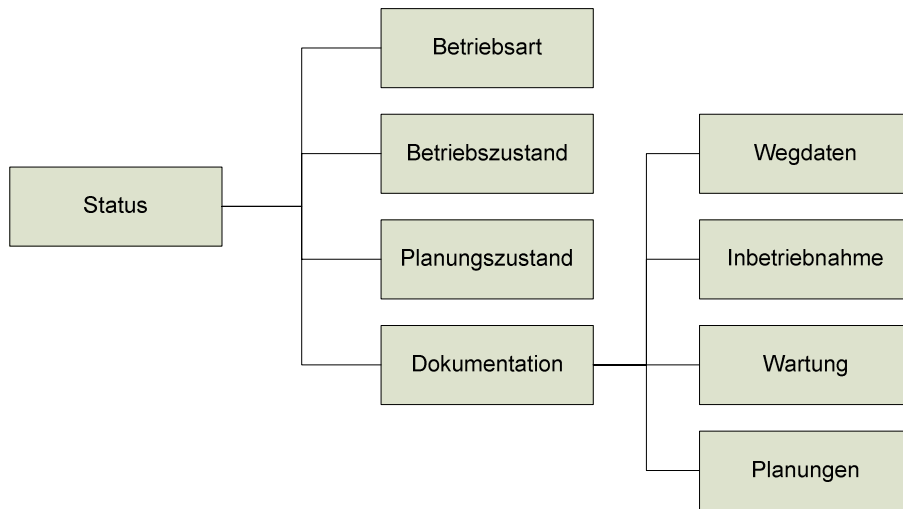 Status
Betriebsart
Betriebszustand
Planungszustand
Dokumentation
Wegdaten
Inbetriebnahme
Wartung
Planungen